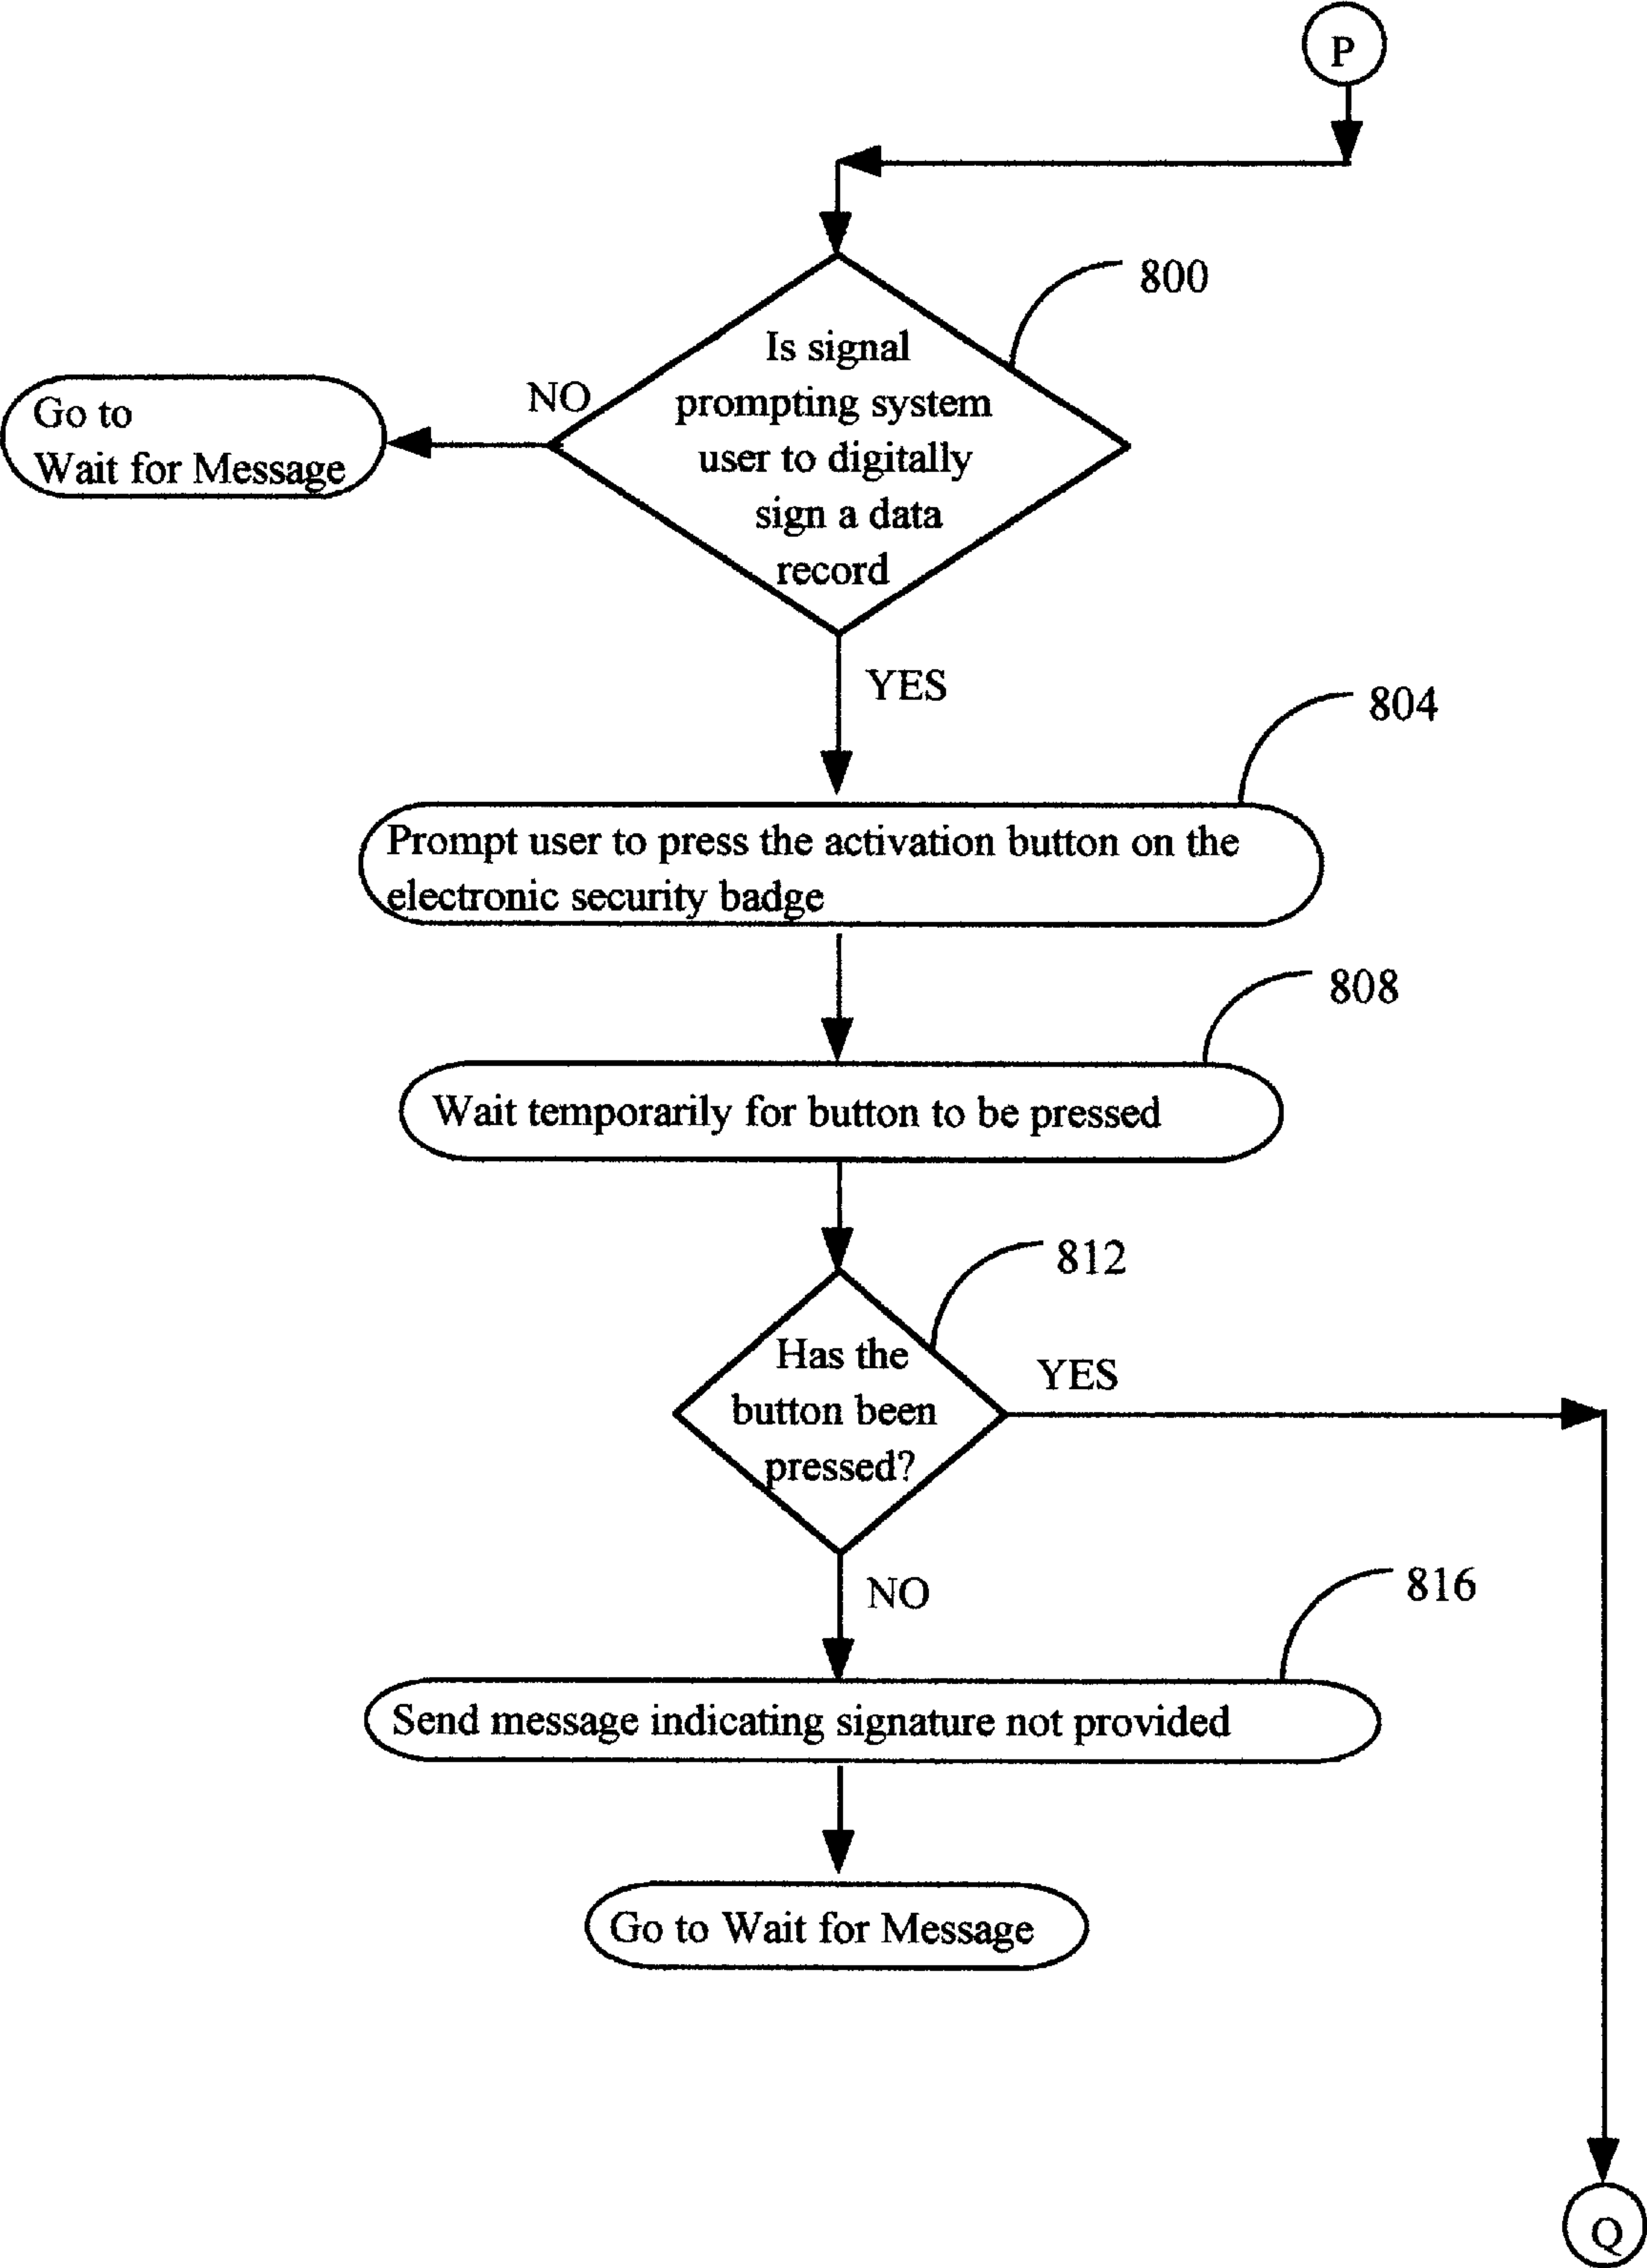 P
800
Is signal
prompting system
user to digitally
sign a data
record
NO
Go to
Wait for Message
YES
804
Prompt user to press the activation button on the
electronic security badge
808
Wait temporarily for button to be pressed
812
Has the
button been
pressed?
YES
NO
816
Send message indicating signature not provided
Go to Wait for Message
Q